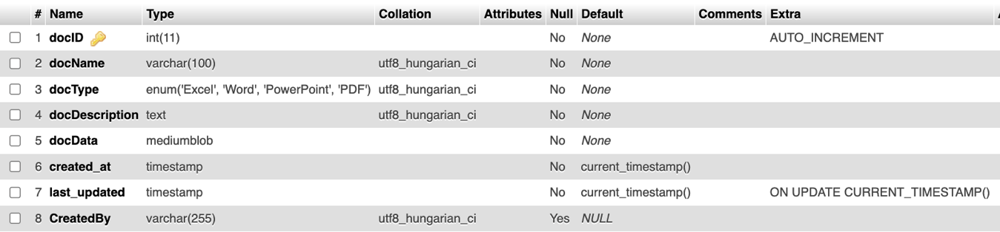 # Name Type Collation Attributes Null Default Comments Extra
1 docID int(11) No None AUTO_INCREMENT
2 docName varchar(100) utf8_hungarian_ci No None
3 docType enum('Excel', 'Word', 'PowerPoint', 'PDF') utf8_hungarian_ci No None
4 docDescription text utf8_hungarian_ci No None
5 docData mediumblob No None
6 created_at timestamp No current_timestamp()
7 last_updated timestamp No current_timestamp() ON UPDATE CURRENT_TIMESTAMP()
8 CreatedBy varchar(255) utf8_hungarian_ci Yes NULL